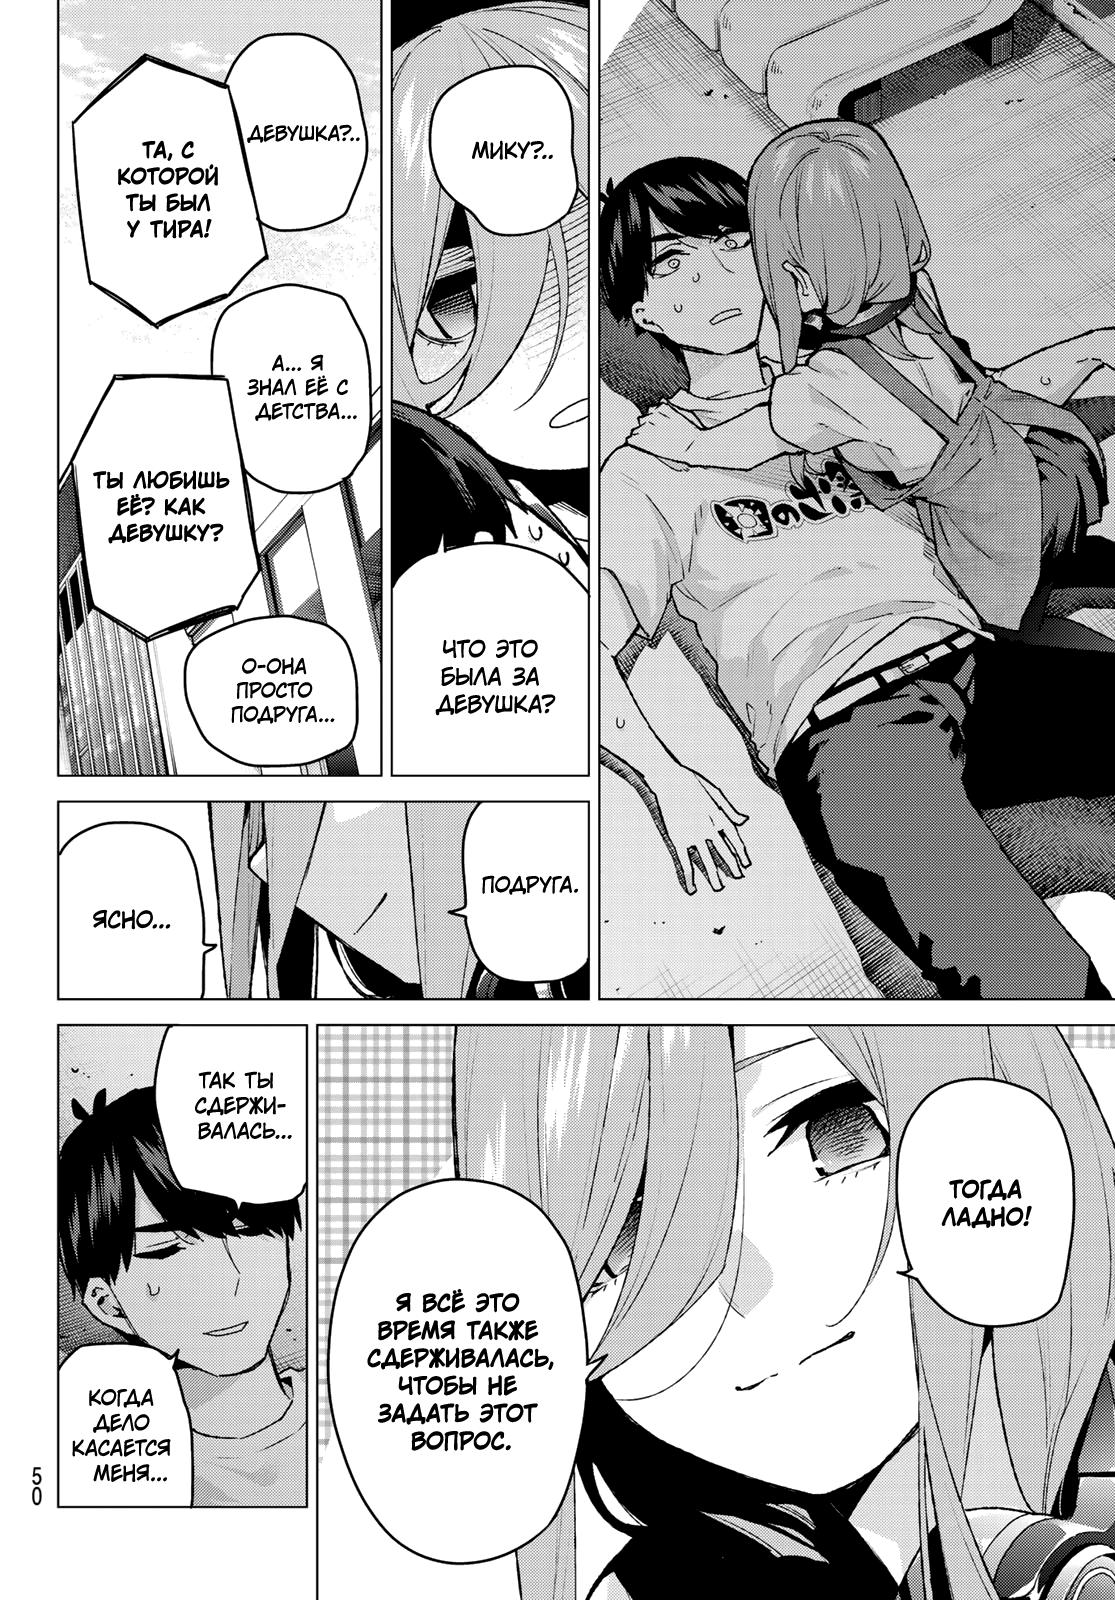 МИКУ?..
ЧТО ЭТО
БЫЛА ЗА
ДЕВУШКА?
ДЕВУШКА?..
ТА, С
КОТОРОЙ
ТЫ БЫЛ
У ТИРА!
А... Я
ЗНАЛ ЕЁ С
ДЕТСТВА...
ТЫ ЛЮБИШЬ
ЕЁ? КАК
ДЕВУШКУ?
О-ОНА
ПРОСТО
ПОДРУГА...
ПОДРУГА.
ЯСНО...
ТОГДА
ЛАДНО!
Я ВСЁ ЭТО
ВРЕМЯ ТАКЖЕ
СДЕРЖИВАЛАСЬ,
ЧТОБЫ НЕ
ЗАДАТЬ ЭТОТ
ВОПРОС.
ТАК ТЫ
СДЕРЖИ-
ВАЛАСЬ...
КОГДА
ДЕЛО
КАСАЕТСЯ
МЕНЯ...
50